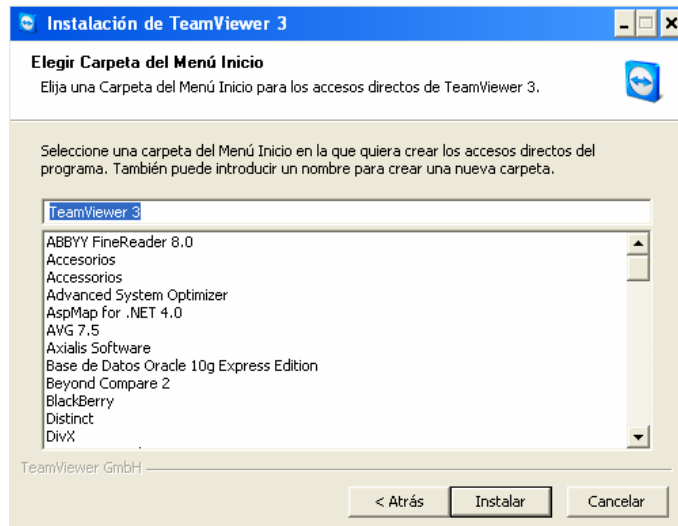 Instalación de TeamViewer 3
Elegir Carpeta del Menú Inicio
Elija una Carpeta del Menú Inicio para los accesos directos de TeamViewer 3.
Seleccione una carpeta del Menú Inicio en la que quiera crear los accesos directos del
programa. También puede introducir un nombre para crear una nueva carpeta.
TeamViewer 3
ABBYY FineReader 8.0
Accesorios
Accessorios
Advanced System Optimizer
AspMap for .NET 4.0
AVG 7.5
Axialis Software
Base de Datos Oracle 10g Express Edition
Beyond Compare 2
BlackBerry
Distinct
DivX
TeamViewer GmbH
< Atrás
Instalar
Cancelar